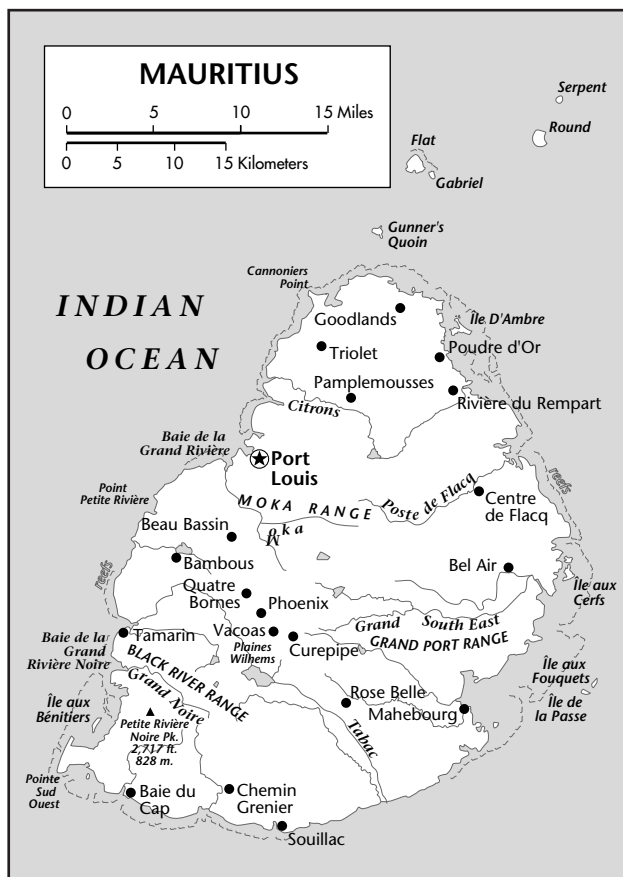 MAURITIUS
0 5 10 15 Miles
0 5 10 15 Kilometers
Serpent
Round
Flat
Gabriel
Gunner's
Quoin
Cannoniers
Point
INDIAN
OCEAN
Goodlands
Île D'Ambre
Triolet
Poudre d'Or
Pamplemousses
Rivière du Rempart
Citrons
Baie de la
Grand Rivière
Port
Louis
Point
Petite Rivière
MOKA RANGE
Poste de Flacq
Centre
de Flacq
reefs
Beau Bassin
Moka
Bambous
Bel Air
reefs
Quatre
Bornes
Île aux
Cerfs
Phoenix
Grand South East
Vacoas
Tamarin
Curepipe
GRAND PORT RANGE
Plaines
Wilhems
Baie de la
Grand
Rivière Noire
BLACK RIVER RANGE
Grand Noire
Île aux
Fouquets
Île aux
Bénitiers
Rose Belle
Mahebourg
Île de
la Passe
Petite Rivière
Noire Pk.
2,717 ft.
828 m.
Tabac
Pointe
Sud
Ouest
Baie du
Cap
Chemin
Grenier
Souillac